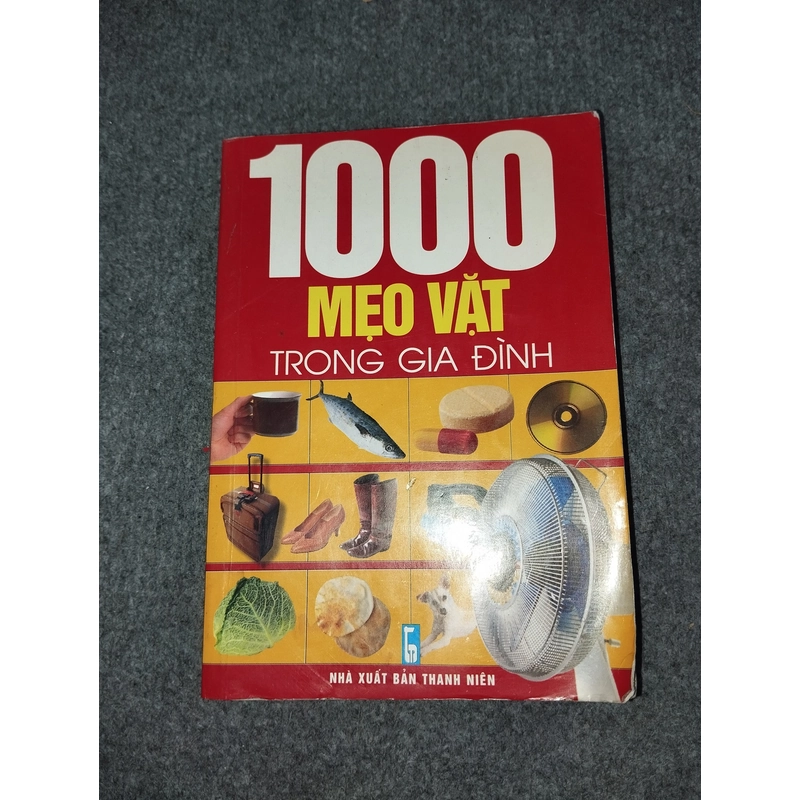 1000
MẸO VẶT
TRONG GIA ĐÌNH
NHÀ XUẤT BẢN THANH NIÊN